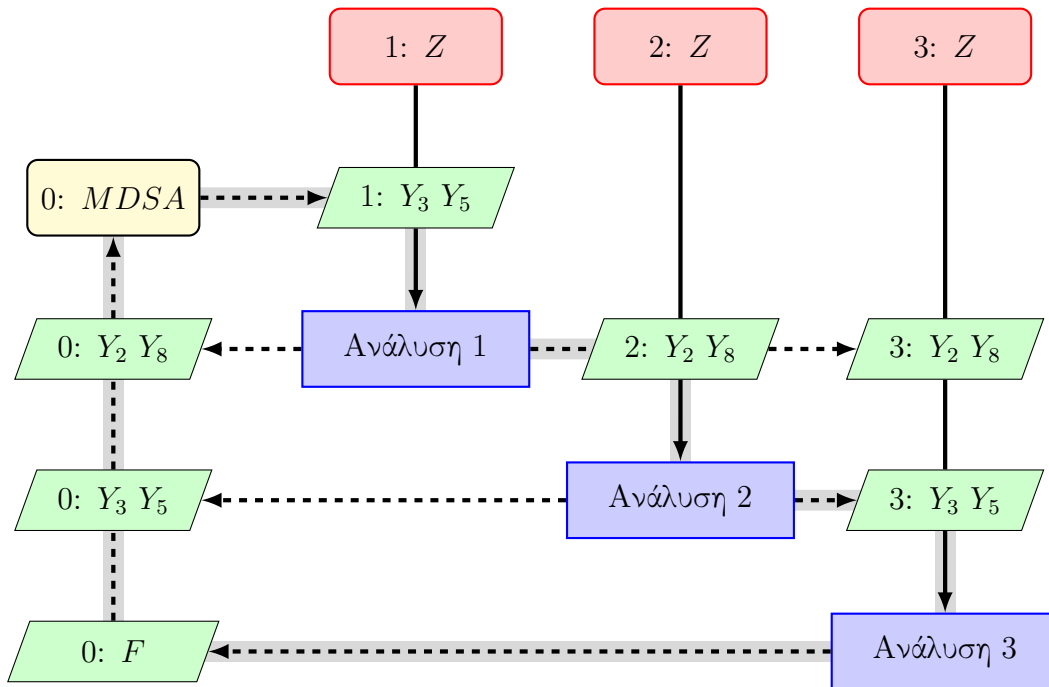 1: Z
2: Z
3: Z
0: MDSA
1: Y₃ Y₅
0: Y₂ Y₈
Ανάλυση 1
2: Y₂ Y₈
3: Y₂ Y₈
0: Y₃ Y₅
Ανάλυση 2
3: Y₃ Y₅
0: F
Ανάλυση 3